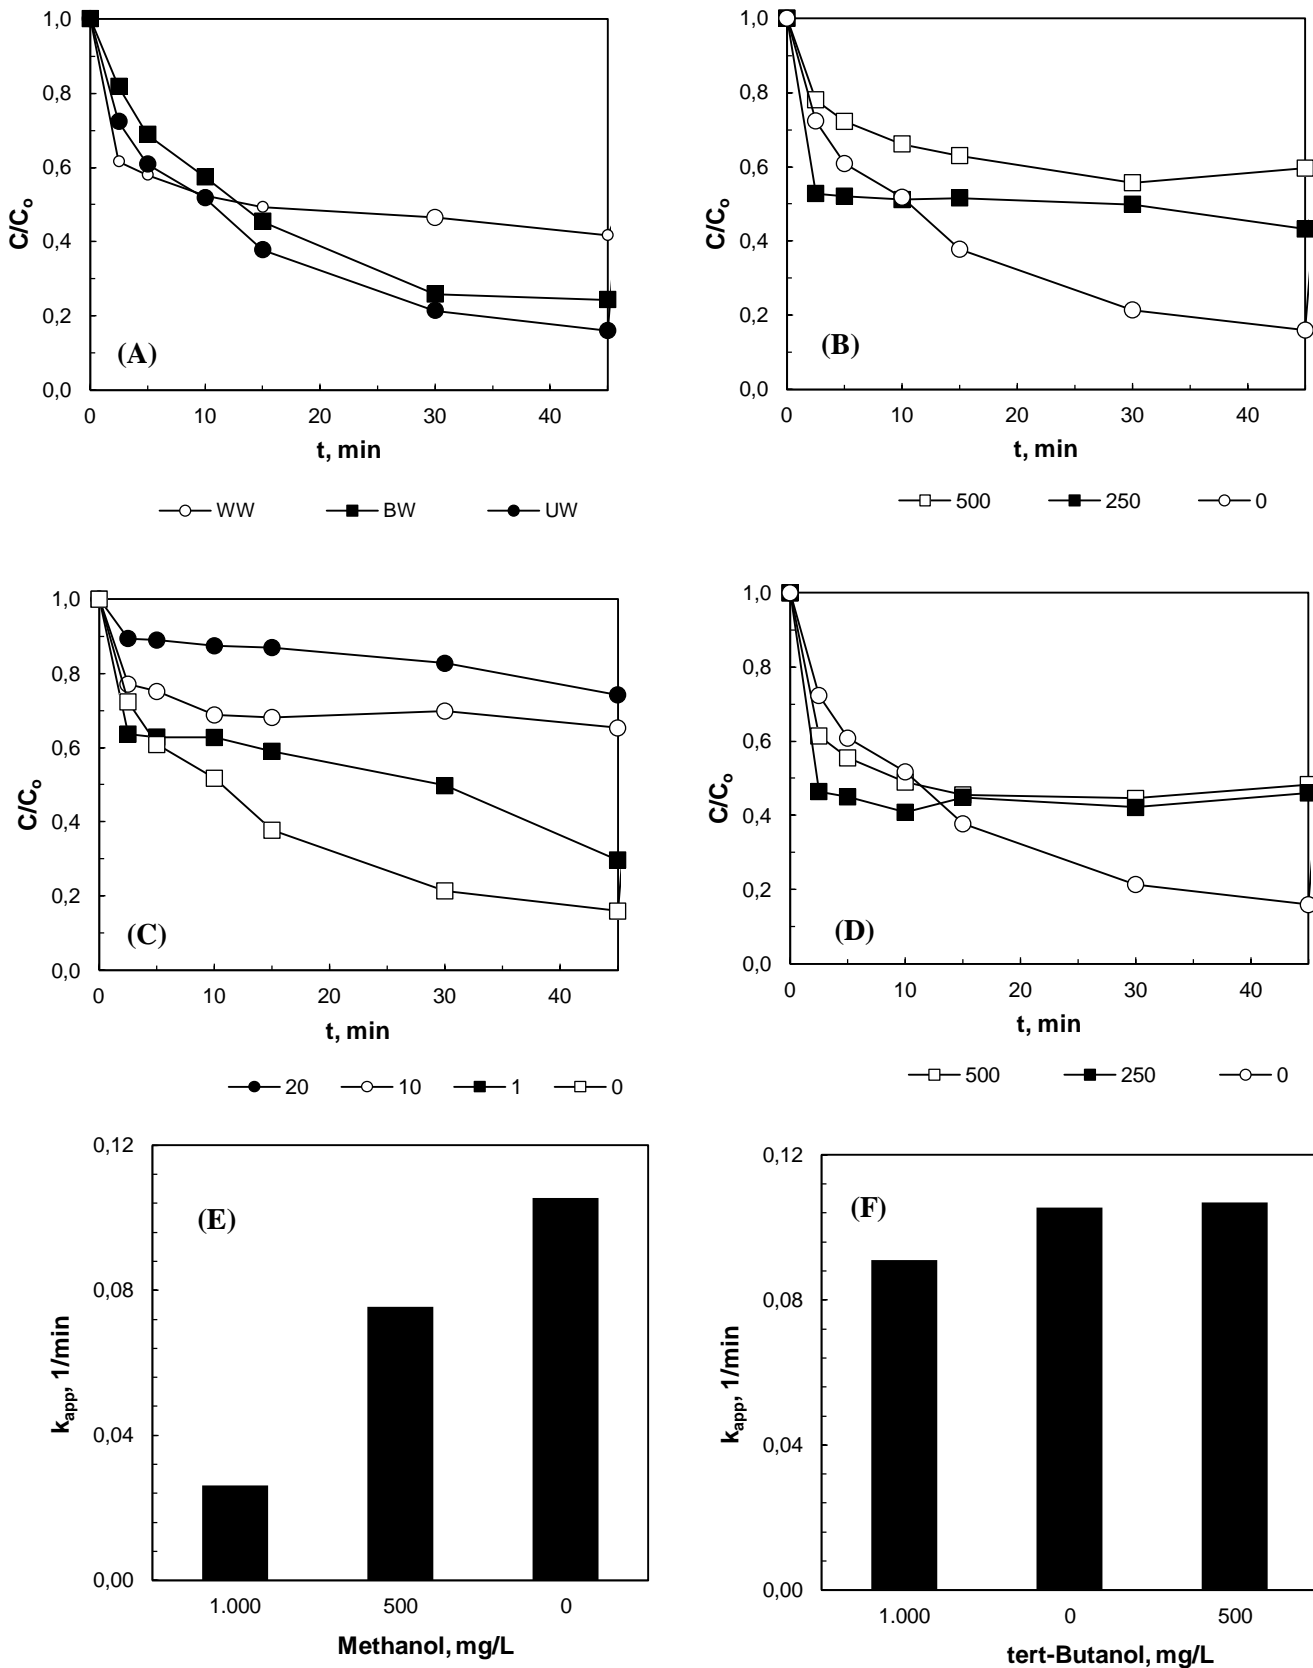 1,0
0,8
0,6
0,4
0,2
0,0
C/Co
(A)
0 10 20 30 40
t, min
WW BW UW
1,0
0,8
0,6
0,4
0,2
0,0
C/Co
(B)
0 10 20 30 40
t, min
500 250 0
1,0
0,8
0,6
0,4
0,2
0,0
C/Co
(C)
0 10 20 30 40
t, min
20 10 1 0
1,0
0,8
0,6
0,4
0,2
0,0
C/Co
(D)
0 10 20 30 40
t, min
500 250 0
0,12
0,08
0,04
0,00
kapp, 1/min
(E)
1.000 500 0
Methanol, mg/L
0,12
0,08
0,04
0,00
kapp, 1/min
(F)
1.000 0 500
tert-Butanol, mg/L